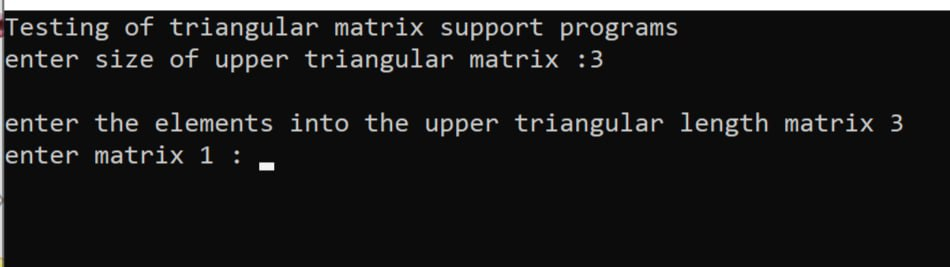 Testing of triangular matrix support programs
enter size of upper triangular matrix :3
enter the elements into the upper triangular length matrix 3
enter matrix 1 :